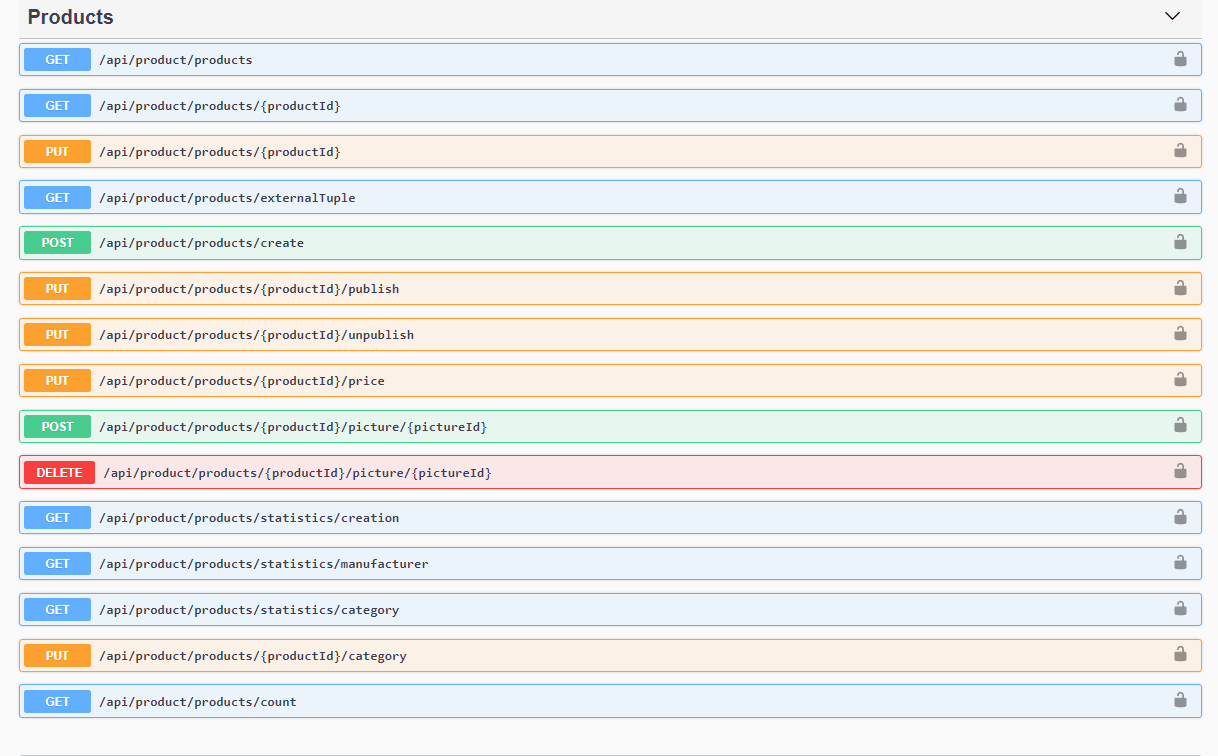 Products
GET /api/product/products
GET /api/product/products/{productId}
PUT /api/product/products/{productId}
GET /api/product/products/externalTuple
POST /api/product/products/create
PUT /api/product/products/{productId}/publish
PUT /api/product/products/{productId}/unpublish
PUT /api/product/products/{productId}/price
POST /api/product/products/{productId}/picture/{pictureId}
DELETE /api/product/products/{productId}/picture/{pictureId}
GET /api/product/products/statistics/creation
GET /api/product/products/statistics/manufacturer
GET /api/product/products/statistics/category
PUT /api/product/products/{productId}/category
GET /api/product/products/count